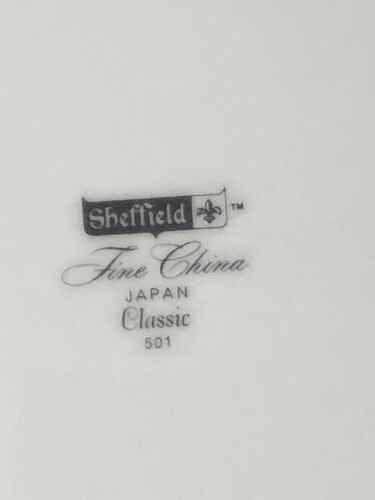 Sheffield ™
Fine China
JAPAN
Classic
501